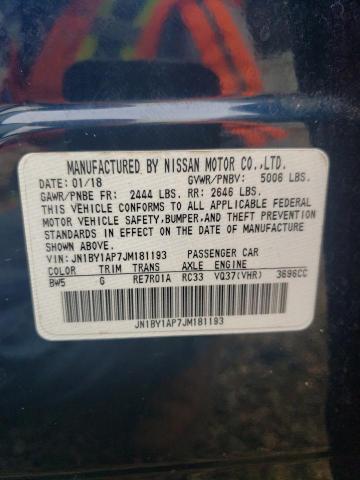 MANUFACTURED BY NISSAN MOTOR CO.,LTD.
DATE: 01/18 GVWR/PNBV: 5006 LBS.
GAWR/PNBE FR: 2444 LBS. RR: 2646 LBS.
THIS VEHICLE CONFORMS TO ALL APPLICABLE FEDERAL
MOTOR VEHICLE SAFETY, BUMPER, AND THEFT PREVENTION
STANDARDS IN EFFECT ON THE DATE OF MANUFACTURE
SHOWN ABOVE.
VIN: JN1BY1AP7JM181193 PASSENGER CAR
COLOR TRIM TRANS AXLE ENGINE
BW5 G RE7R01A RC33 VQ37(VHR) 3696CC
JN1BY1AP7JM181193